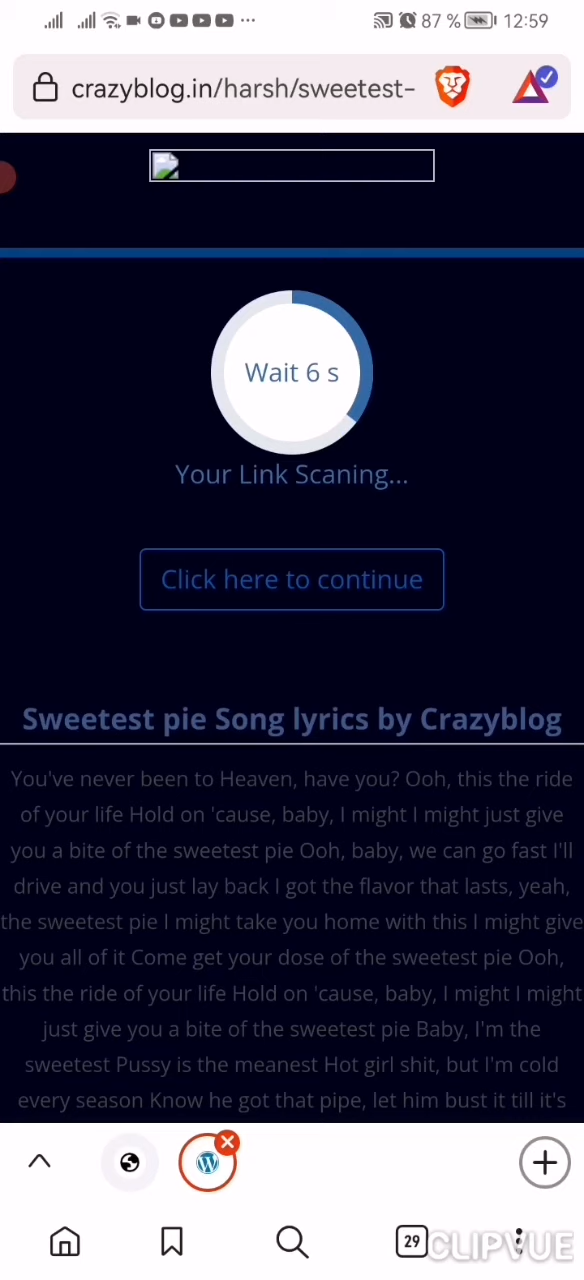 87 % 12:59
crazyblog.in/harsh/sweetest-
Wait 6 s
Your Link Scaning...
Click here to continue
Sweetest pie Song lyrics by Crazyblog
You've never been to Heaven, have you? Ooh, this the ride
of your life Hold on 'cause, baby, I might I might just give
you a bite of the sweetest pie Ooh, baby, we can go fast I'll
drive and you just lay back I got the flavor that lasts, yeah,
the sweetest pie I might take you home with this I might give
you all of it Come get your dose of the sweetest pie Ooh,
this the ride of your life Hold on 'cause, baby, I might I might
just give you a bite of the sweetest pie Baby, I'm the
sweetest Pussy is the meanest Hot girl shit, but I'm cold
every season Know he got that pipe, let him bust it till it's
29
CLIPVUE